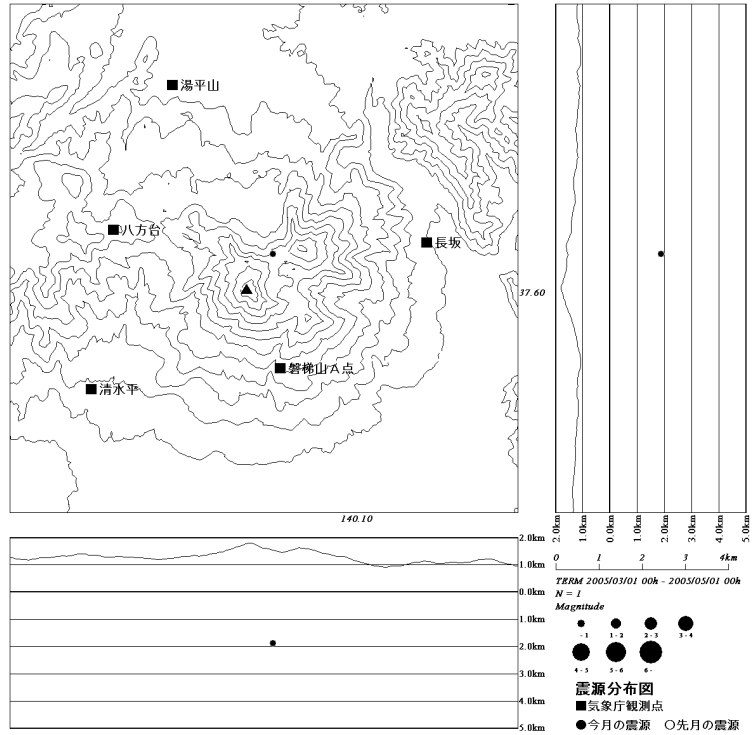 ■湯平山
■八方台
■長坂
37.60
■磐梯山A点
■清水平
140.10
2.0km
1.0km
0.0km
1.0km
2.0km
3.0km
4.0km
5.0km
2.0km
1.0km
0.0km
1.0km
2.0km
3.0km
4.0km
5.0km
0 1 2 3 4km
TERM 2005/03/01 00h - 2005/05/01 00h
N = 1
Magnitude
- 1 1 - 2 2 - 3 3 - 4
4 - 5 5 - 6 6 -
震源分布図
■気象庁観測点
●今月の震源 ○先月の震源